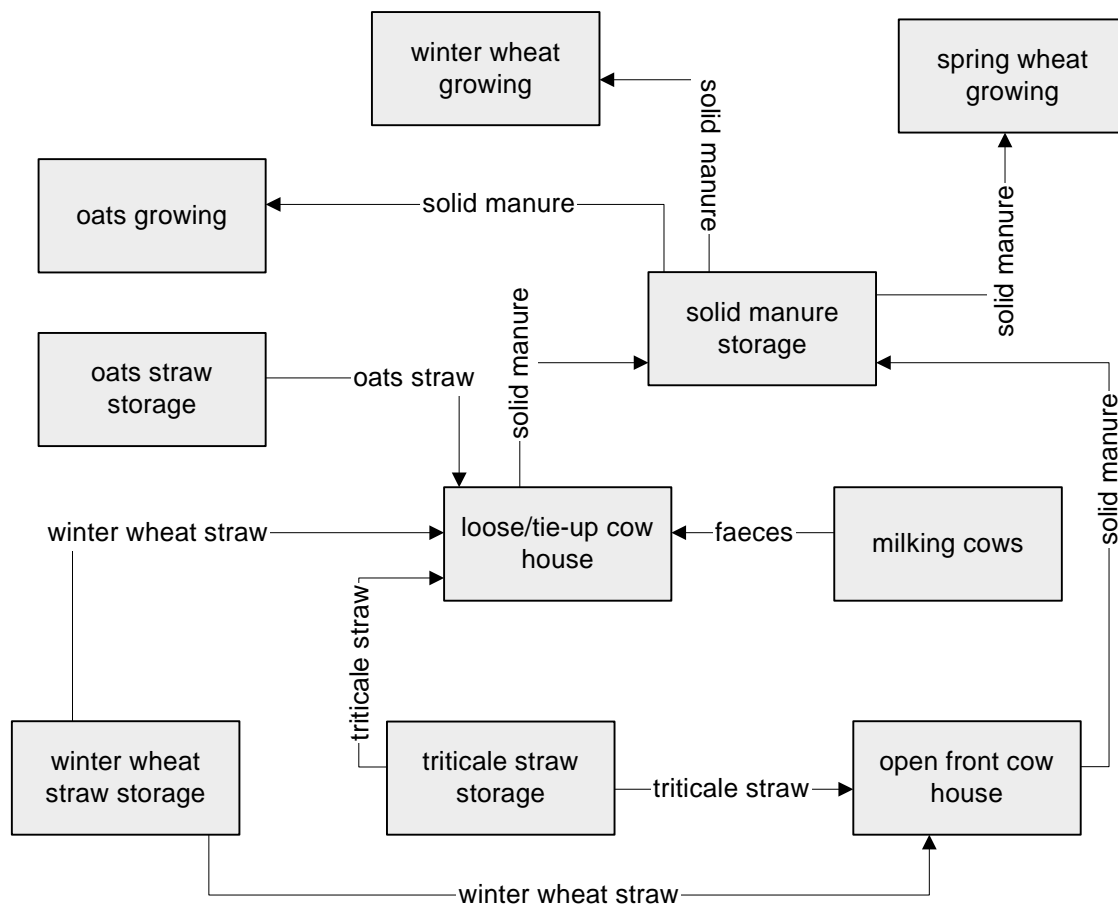 winter wheat
growing
spring wheat
growing
solid manure
oats growing
solid manure
solid manure
solid manure
storage
oats straw
storage
oats straw
solid manure
solid manure
winter wheat straw
loose/tie-up cow
house
faeces
milking cows
triticale straw
winter wheat
straw storage
triticale straw
storage
triticale straw
open front cow
house
winter wheat straw